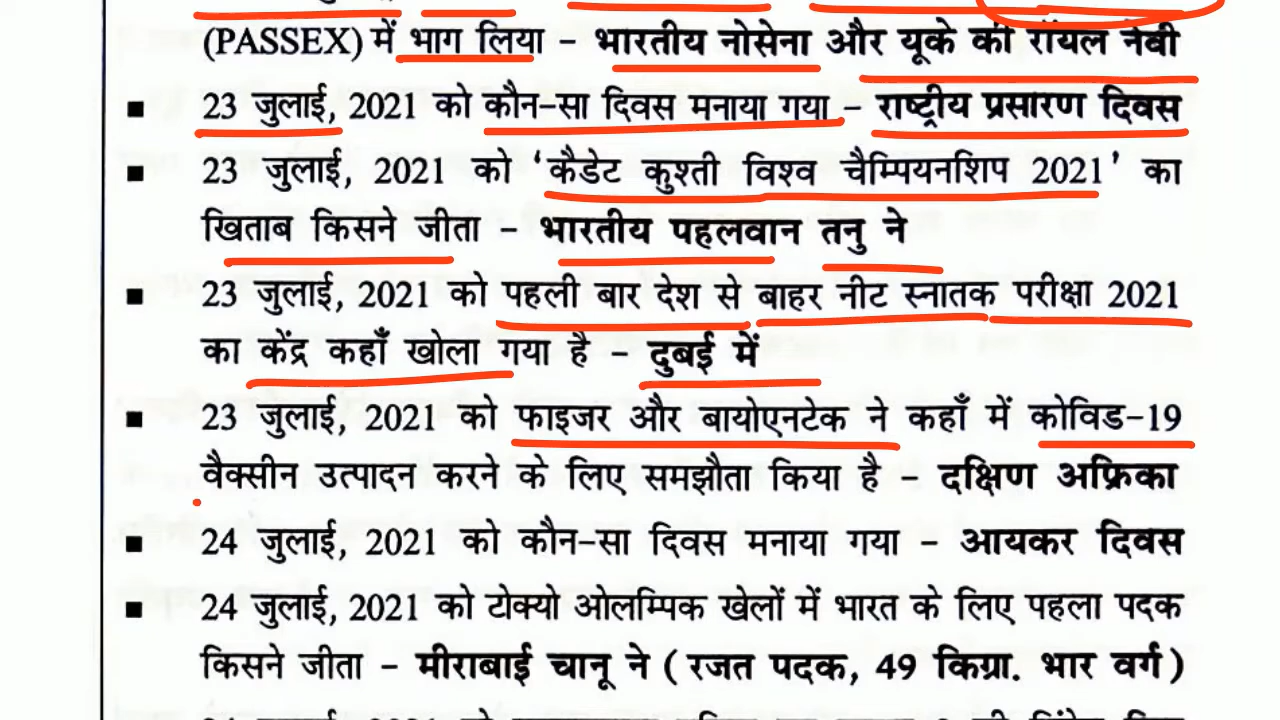 (PASSEX) में भाग लिया – भारतीय नोसेना और यूके की रॉयल नेवी
▪ 23 जुलाई, 2021 को कौन-सा दिवस मनाया गया – राष्ट्रीय प्रसारण दिवस
▪ 23 जुलाई, 2021 को ‘कैडेट कुश्ती विश्व चैम्पियनशिप 2021’ का
खिताब किसने जीता – भारतीय पहलवान तनु ने
▪ 23 जुलाई, 2021 को पहली बार देश से बाहर नीट स्नातक परीक्षा 2021
का केंद्र कहाँ खोला गया है – दुबई में
▪ 23 जुलाई, 2021 को फाइजर और बायोएनटेक ने कहाँ में कोविड-19
वैक्सीन उत्पादन करने के लिए समझौता किया है – दक्षिण अफ्रिका
▪ 24 जुलाई, 2021 को कौन-सा दिवस मनाया गया – आयकर दिवस
▪ 24 जुलाई, 2021 को टोक्यो ओलम्पिक खेलों में भारत के लिए पहला पदक
किसने जीता – मीराबाई चानू ने (रजत पदक, 49 किग्रा. भार वर्ग)